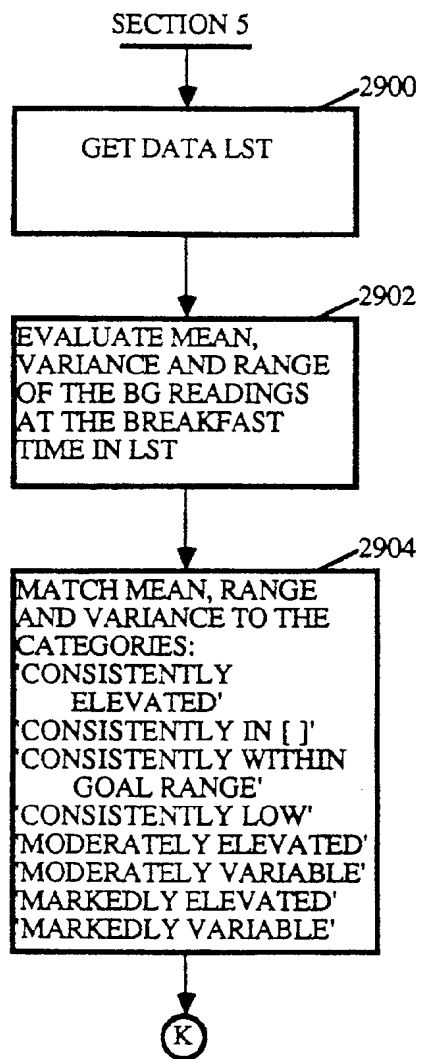 SECTION 5
2900
GET DATA LST
2902
EVALUATE MEAN,
VARIANCE AND RANGE
OF THE BG READINGS
AT THE BREAKFAST
TIME IN LST
2904
MATCH MEAN, RANGE
AND VARIANCE TO THE
CATEGORIES:
'CONSISTENTLY
ELEVATED'
'CONSISTENTLY IN [ ]'
'CONSISTENTLY WITHIN
GOAL RANGE'
'CONSISTENTLY LOW'
'MODERATELY ELEVATED'
'MODERATELY VARIABLE'
'MARKEDLY ELEVATED'
'MARKEDLY VARIABLE'
K